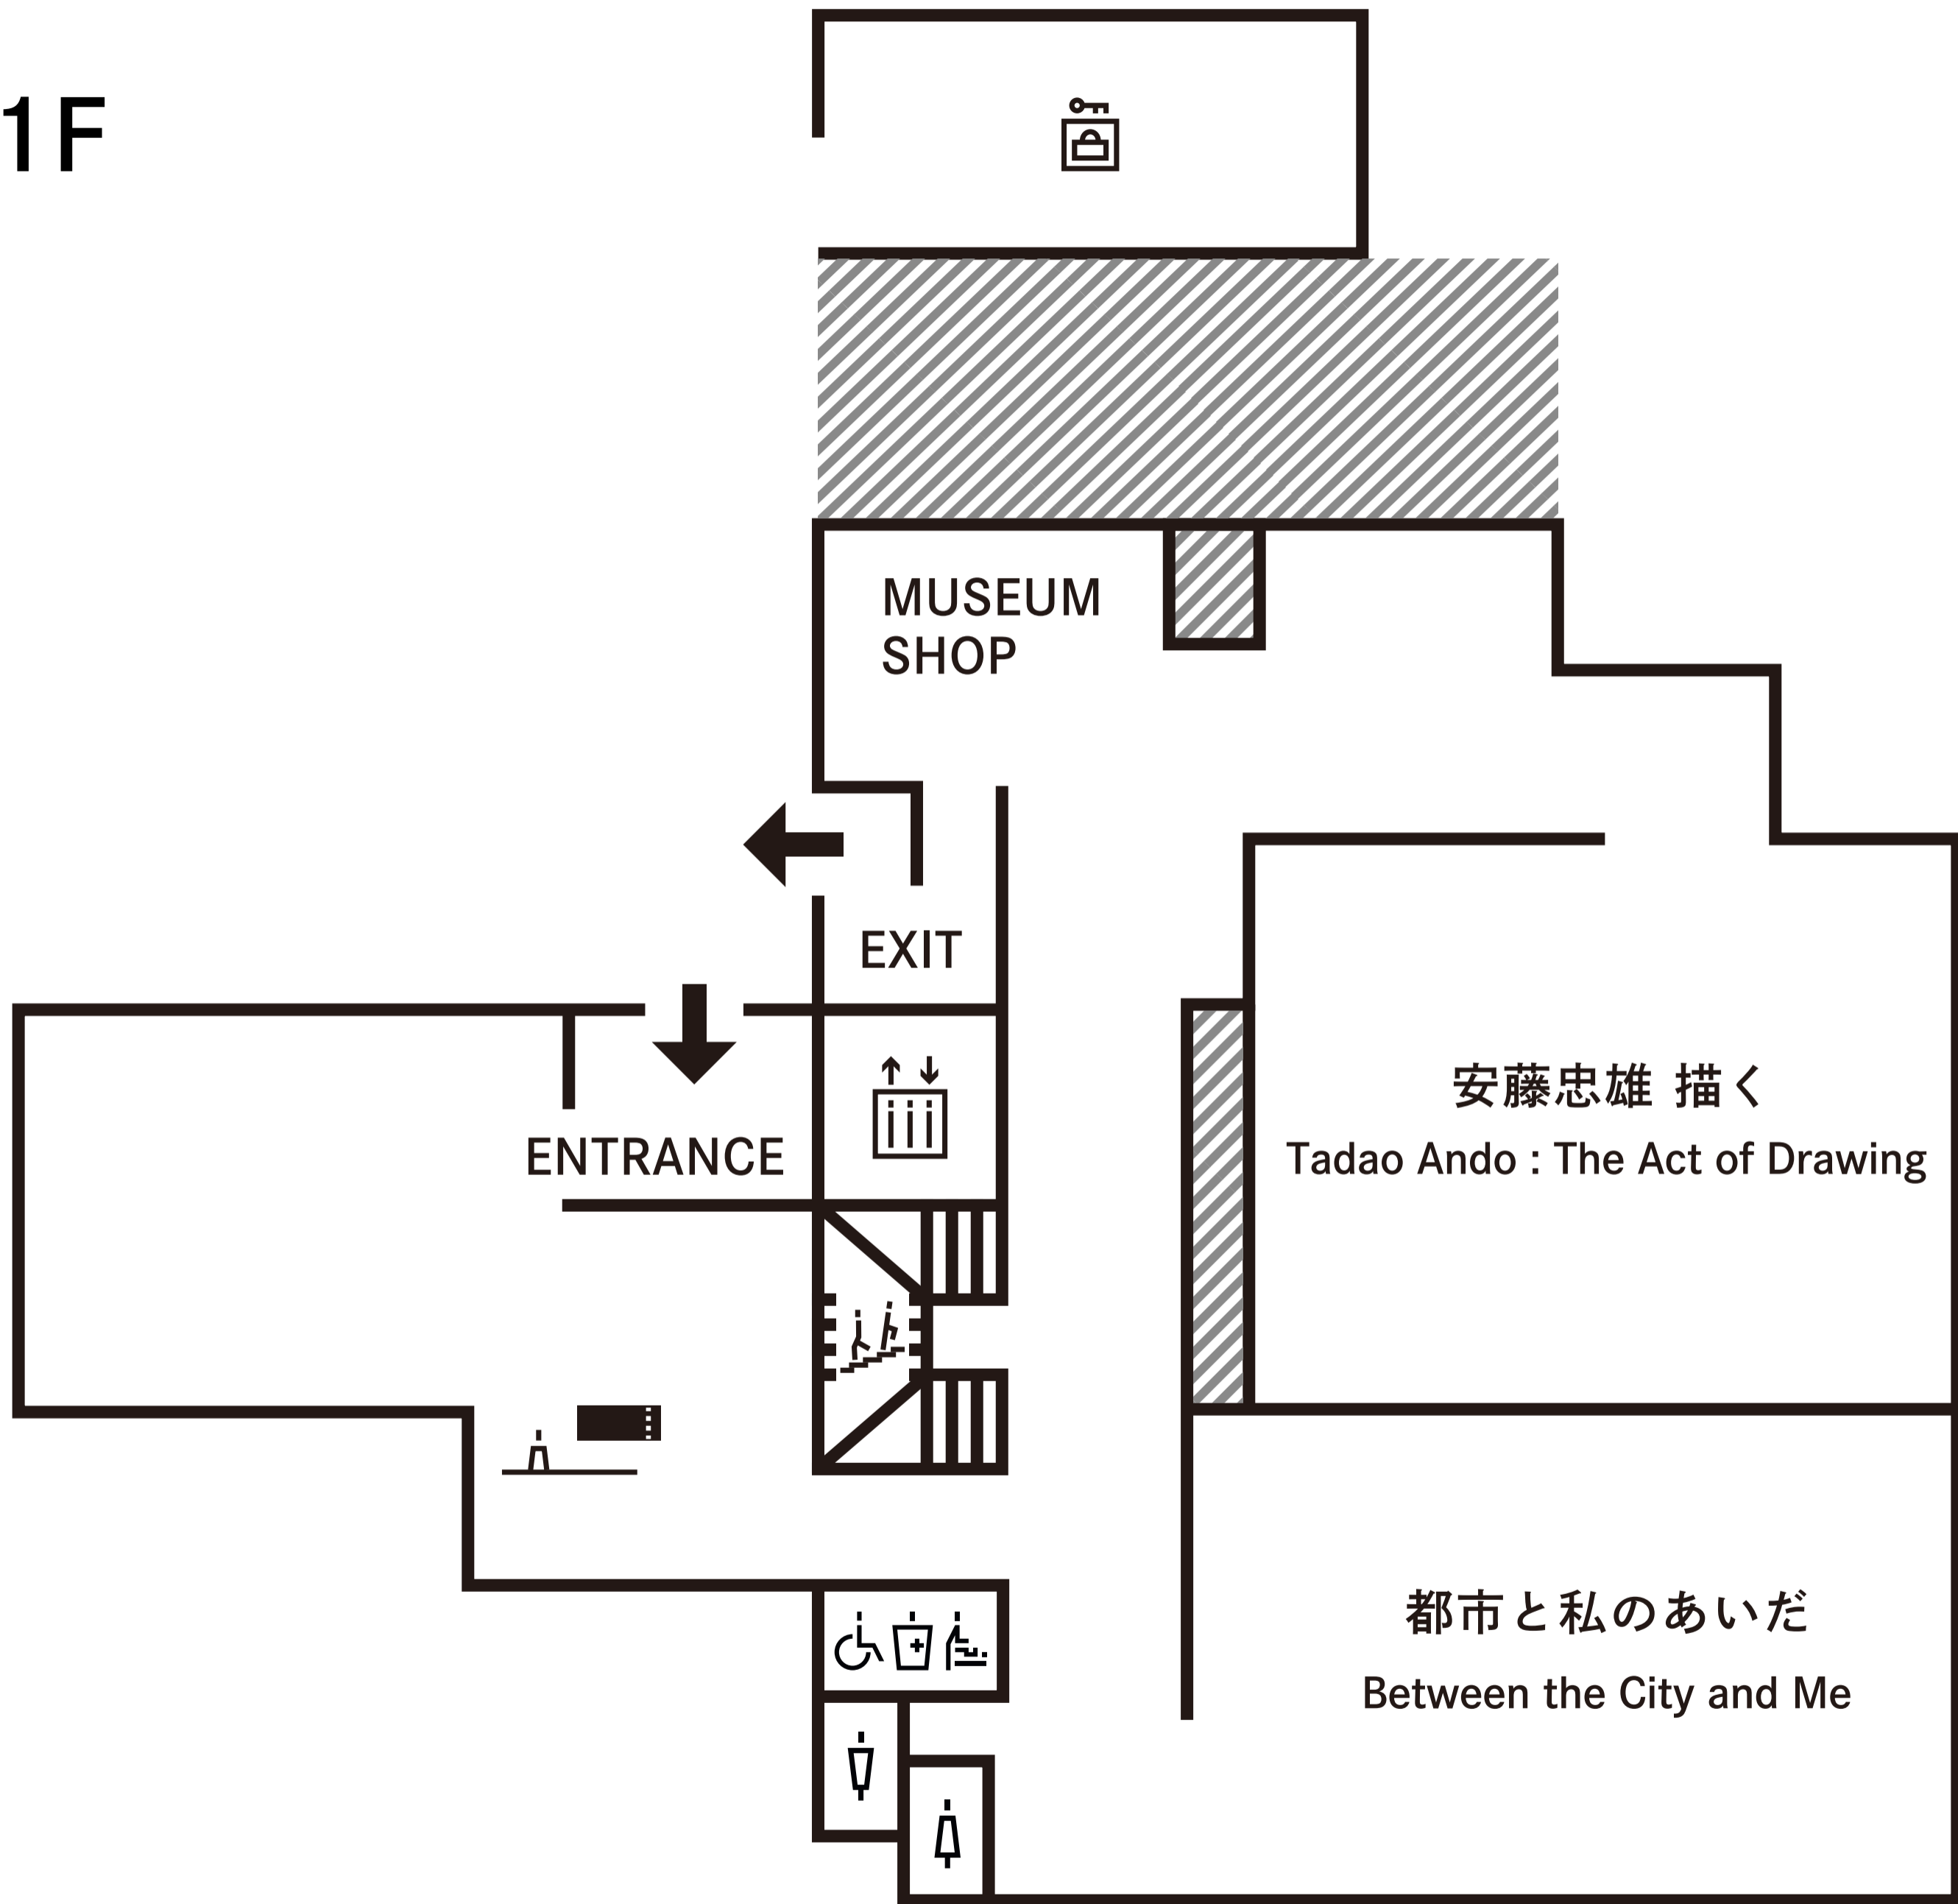 1F
MUSEUM
SHOP
EXIT
ENTRANCE
安藤忠雄描く
Tadao Ando : The Act of Drawing
都市と私のあいだ
Between the City and Me